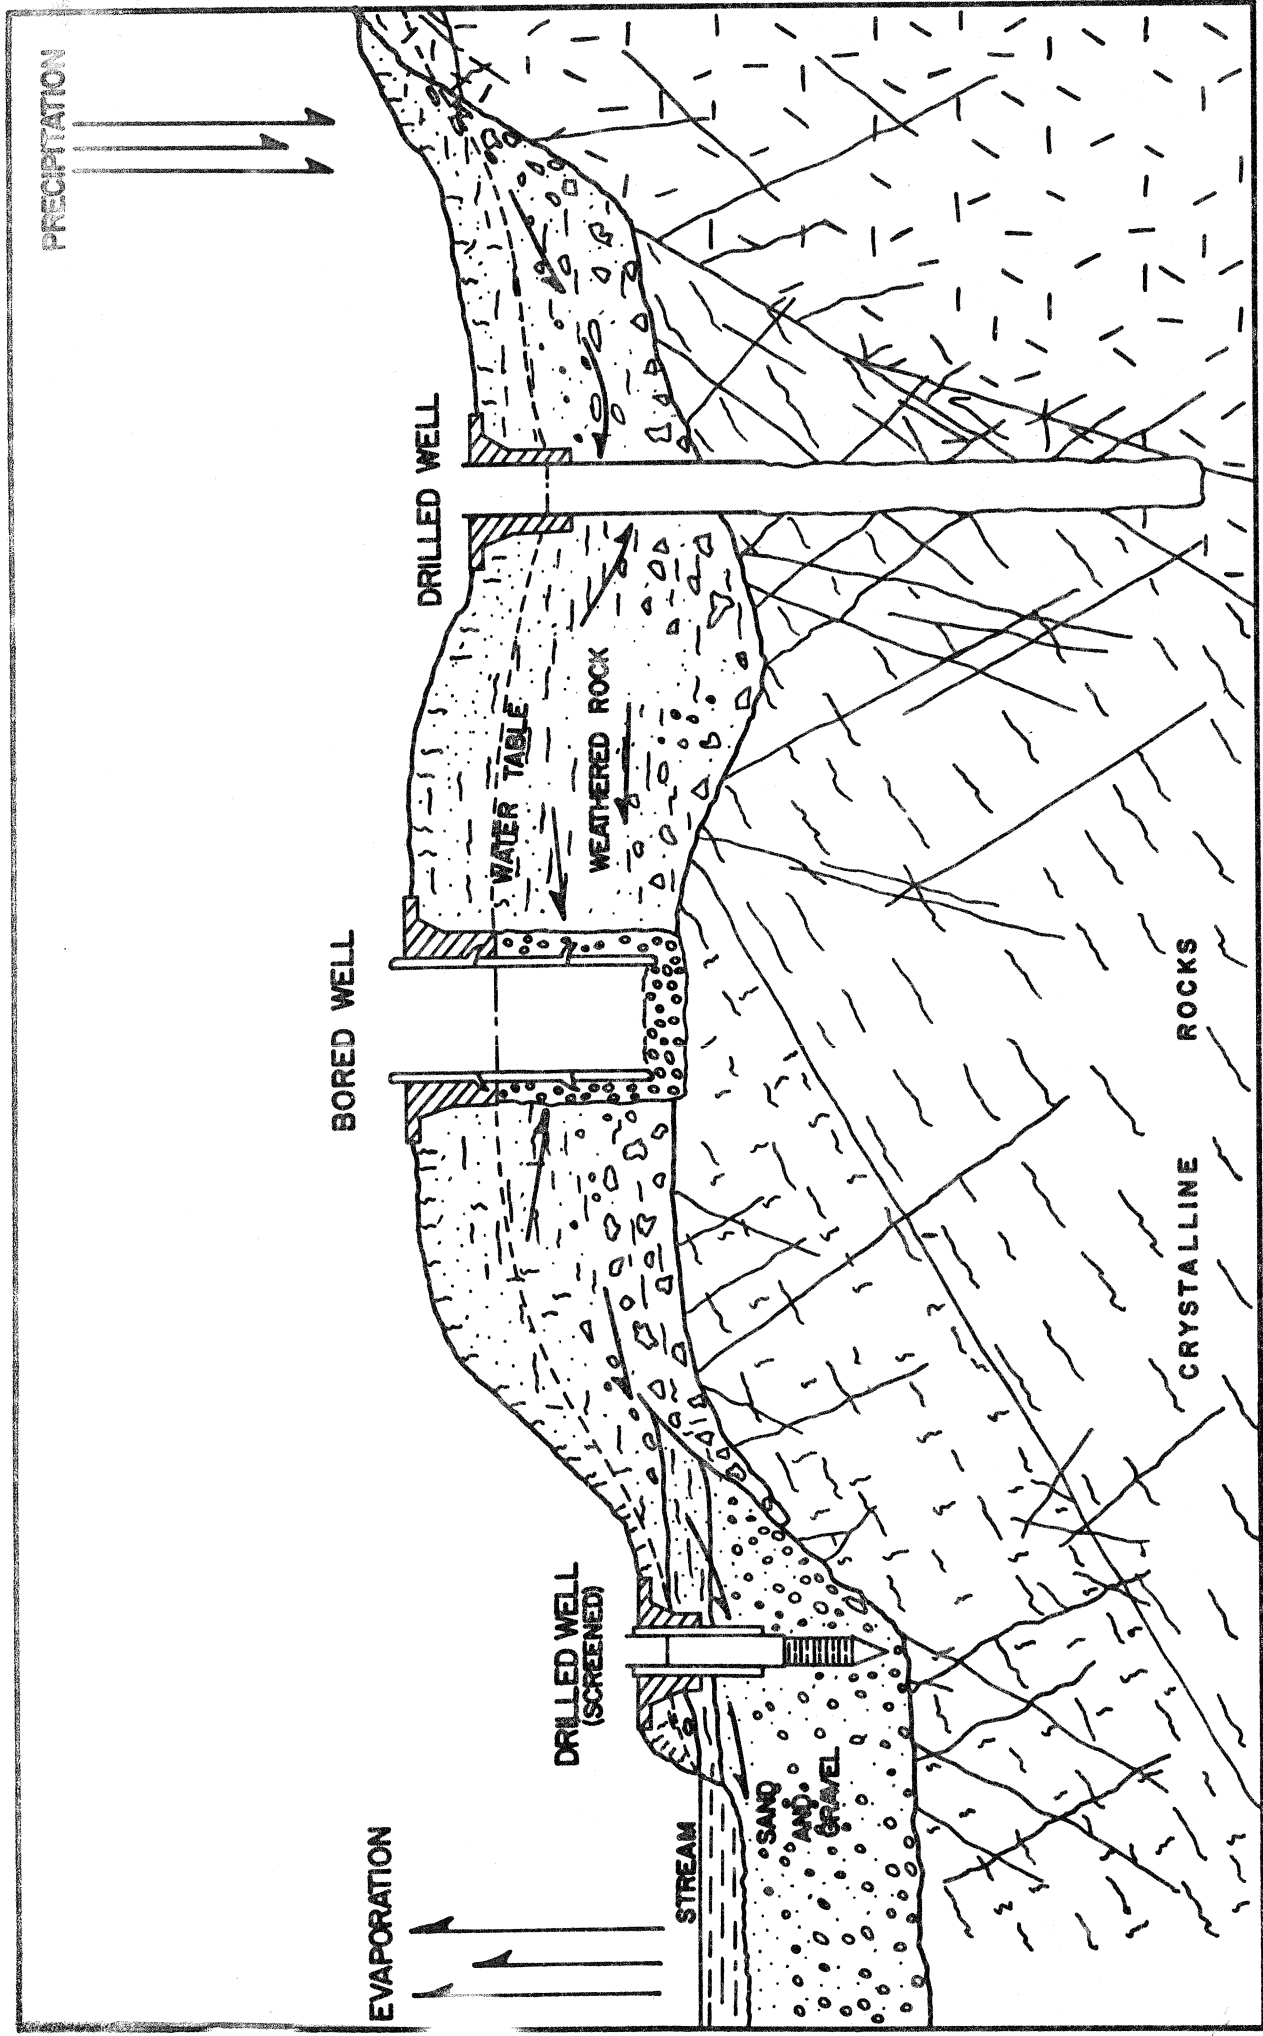 EVAPORATION
STREAM
SAND
AND
GRAVEL
DRILLED WELL
(SCREENED)
BORED WELL
WATER TABLE
WEATHERED ROCK
DRILLED WELL
PRECIPITATION
CRYSTALLINE ROCKS